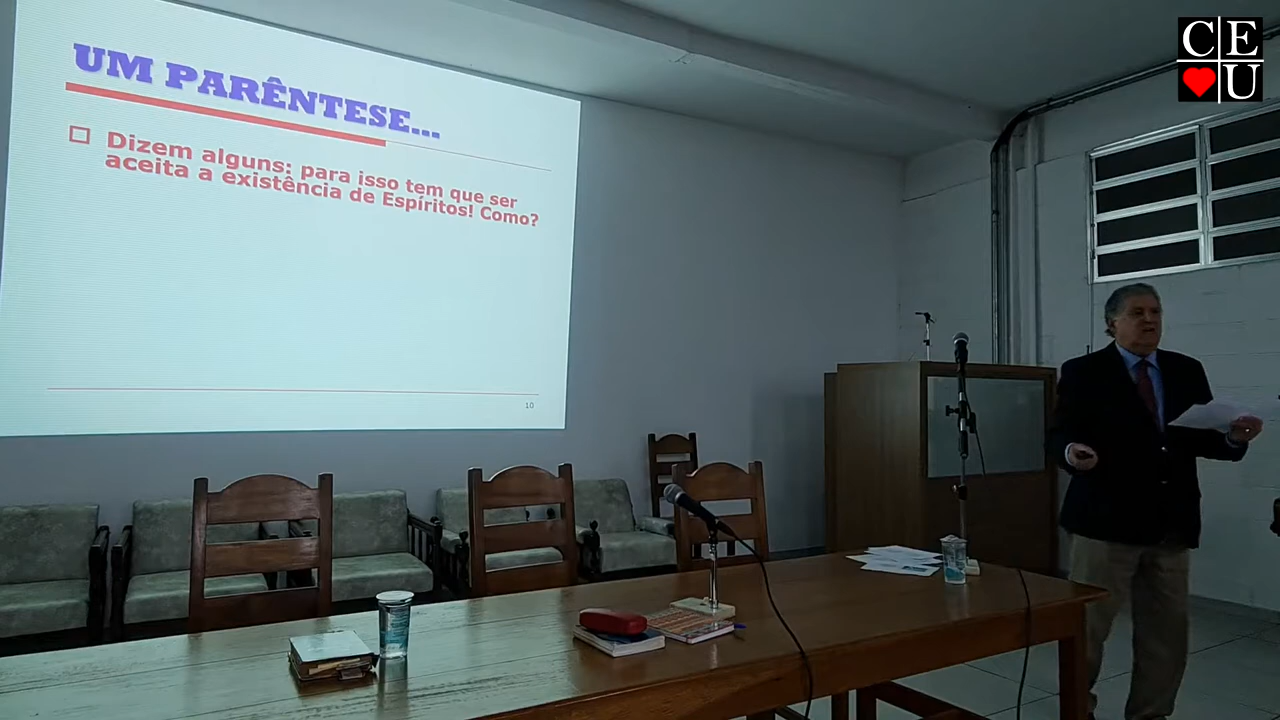 UM PARÊNTESE...
Dizem alguns: para isso tem que ser
aceita a existência de Espíritos! Como?
10
CE
U